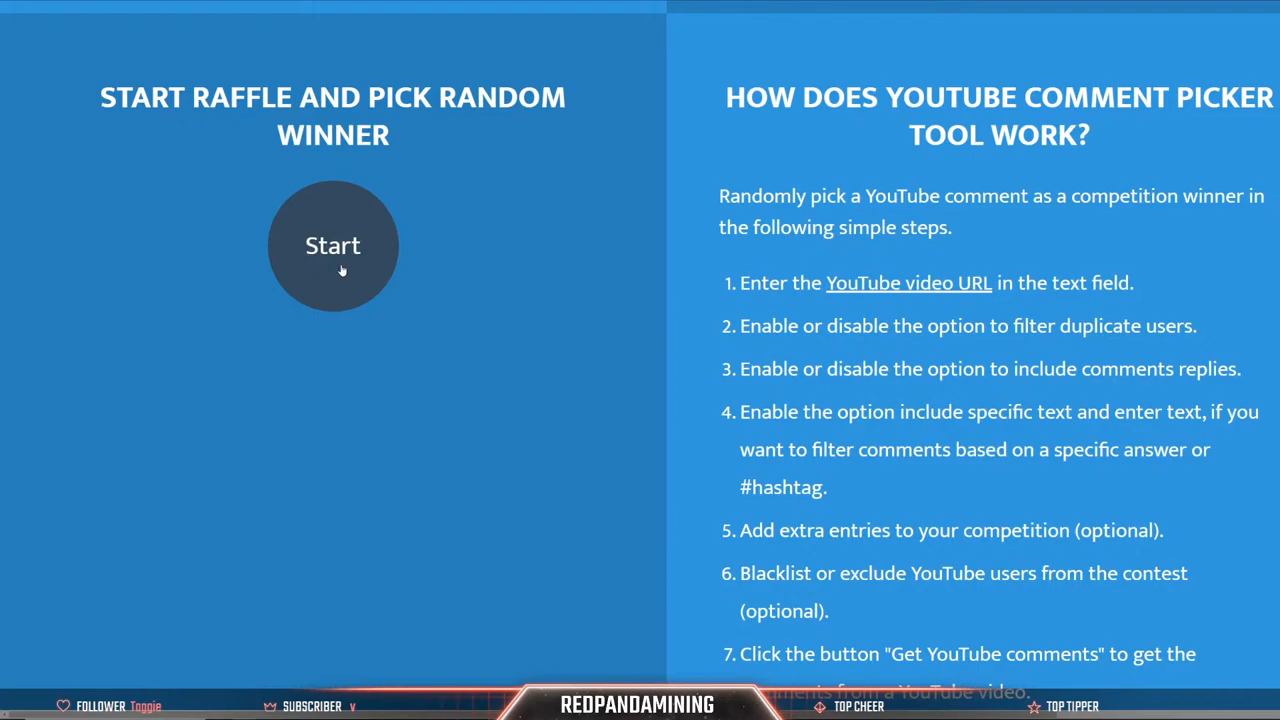 START RAFFLE AND PICK RANDOM
WINNER
Start
HOW DOES YOUTUBE COMMENT PICKER
TOOL WORK?
Randomly pick a YouTube comment as a competition winner in
the following simple steps.
1. Enter the YouTube video URL in the text field.
2. Enable or disable the option to filter duplicate users.
3. Enable or disable the option to include comments replies.
4. Enable the option include specific text and enter text, if you
want to filter comments based on a specific answer or
#hashtag.
5. Add extra entries to your competition (optional).
6. Blacklist or exclude YouTube users from the contest
(optional).
7. Click the button "Get YouTube comments" to get the
from a YouTube video.
FOLLOWER Taggie
SUBSCRIBER V
REDPANDAMINING
TOP CHEER
TOP TIPPER